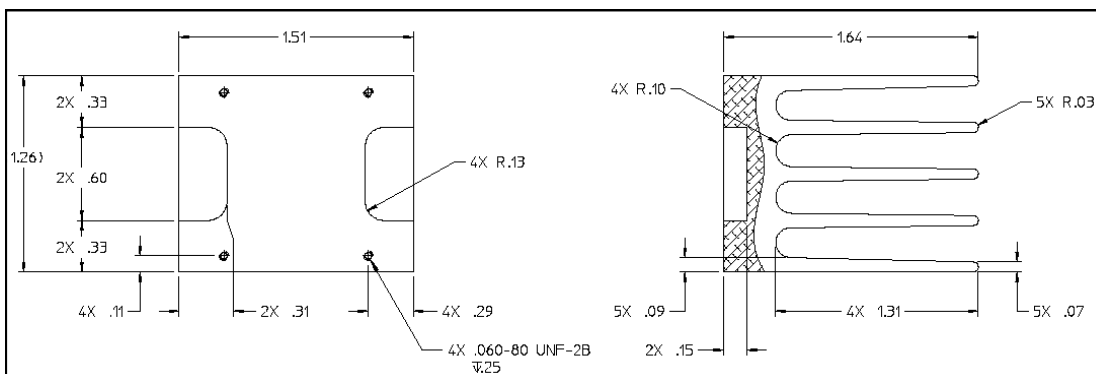 1.51
2X .33
1.26)
2X .60
2X .33
4X R.13
4X .11
2X .31
4X .29
4X .060-80 UNF-2B
↧.25
1.64
4X R.10
5X R.03
5X .09
4X 1.31
5X .07
2X .15